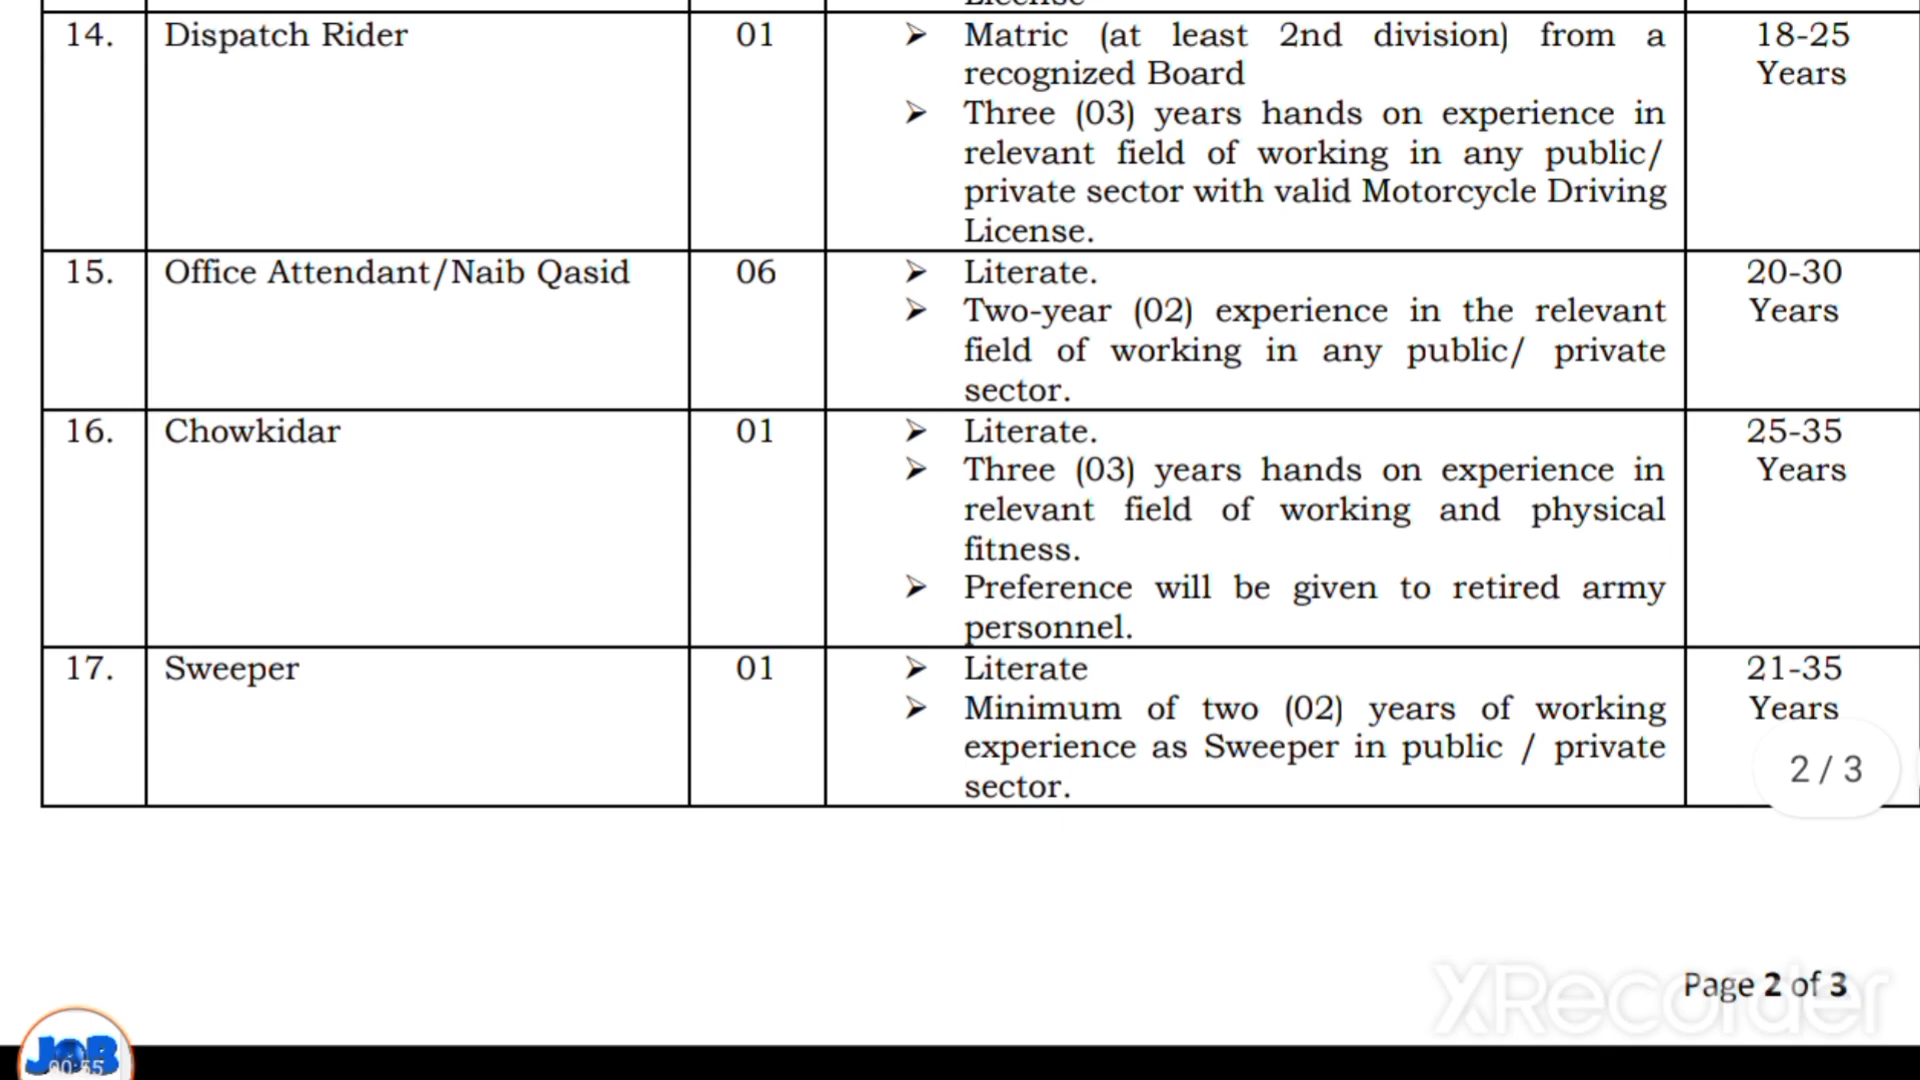 License
14. Dispatch Rider 01 ➢ Matric (at least 2nd division) from a 18-25
recognized Board Years
➢ Three (03) years hands on experience in
relevant field of working in any public/
private sector with valid Motorcycle Driving
License.
15. Office Attendant/Naib Qasid 06 ➢ Literate. 20-30
➢ Two-year (02) experience in the relevant Years
field of working in any public/ private
sector.
16. Chowkidar 01 ➢ Literate. 25-35
➢ Three (03) years hands on experience in Years
relevant field of working and physical
fitness.
➢ Preference will be given to retired army
personnel.
17. Sweeper 01 ➢ Literate 21-35
➢ Minimum of two (02) years of working Years
experience as Sweeper in public / private
sector.
2 / 3
Page 2 of 3
XRecorder
JOB
00:55